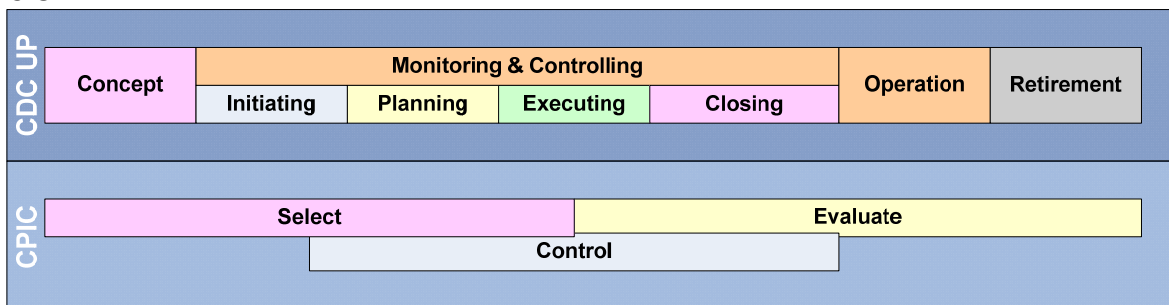 CDC UP
Concept
Monitoring & Controlling
Initiating
Planning
Executing
Closing
Operation
Retirement
CPIC
Select
Evaluate
Control